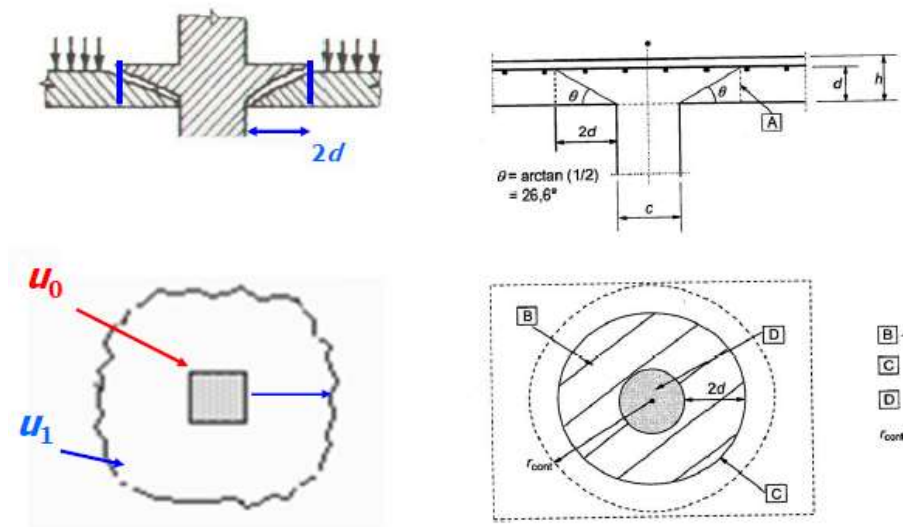 2d
θ
θ
2d
A
d
h
θ = arctan (1/2)
= 26,6°
c
u0
u1
B
D
2d
rcont
C
B
C
D
rcont